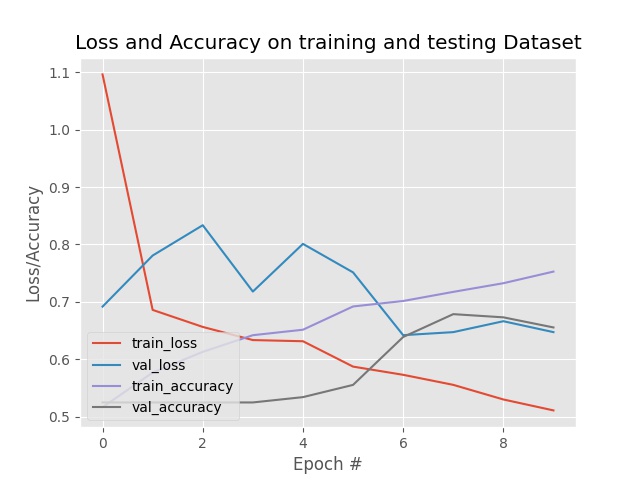 Loss and Accuracy on training and testing Dataset
1.1
1.0
0.9
0.8
0.7
0.6
0.5
Loss/Accuracy
train_loss
val_loss
train_accuracy
val_accuracy
0 2 4 6 8
Epoch #